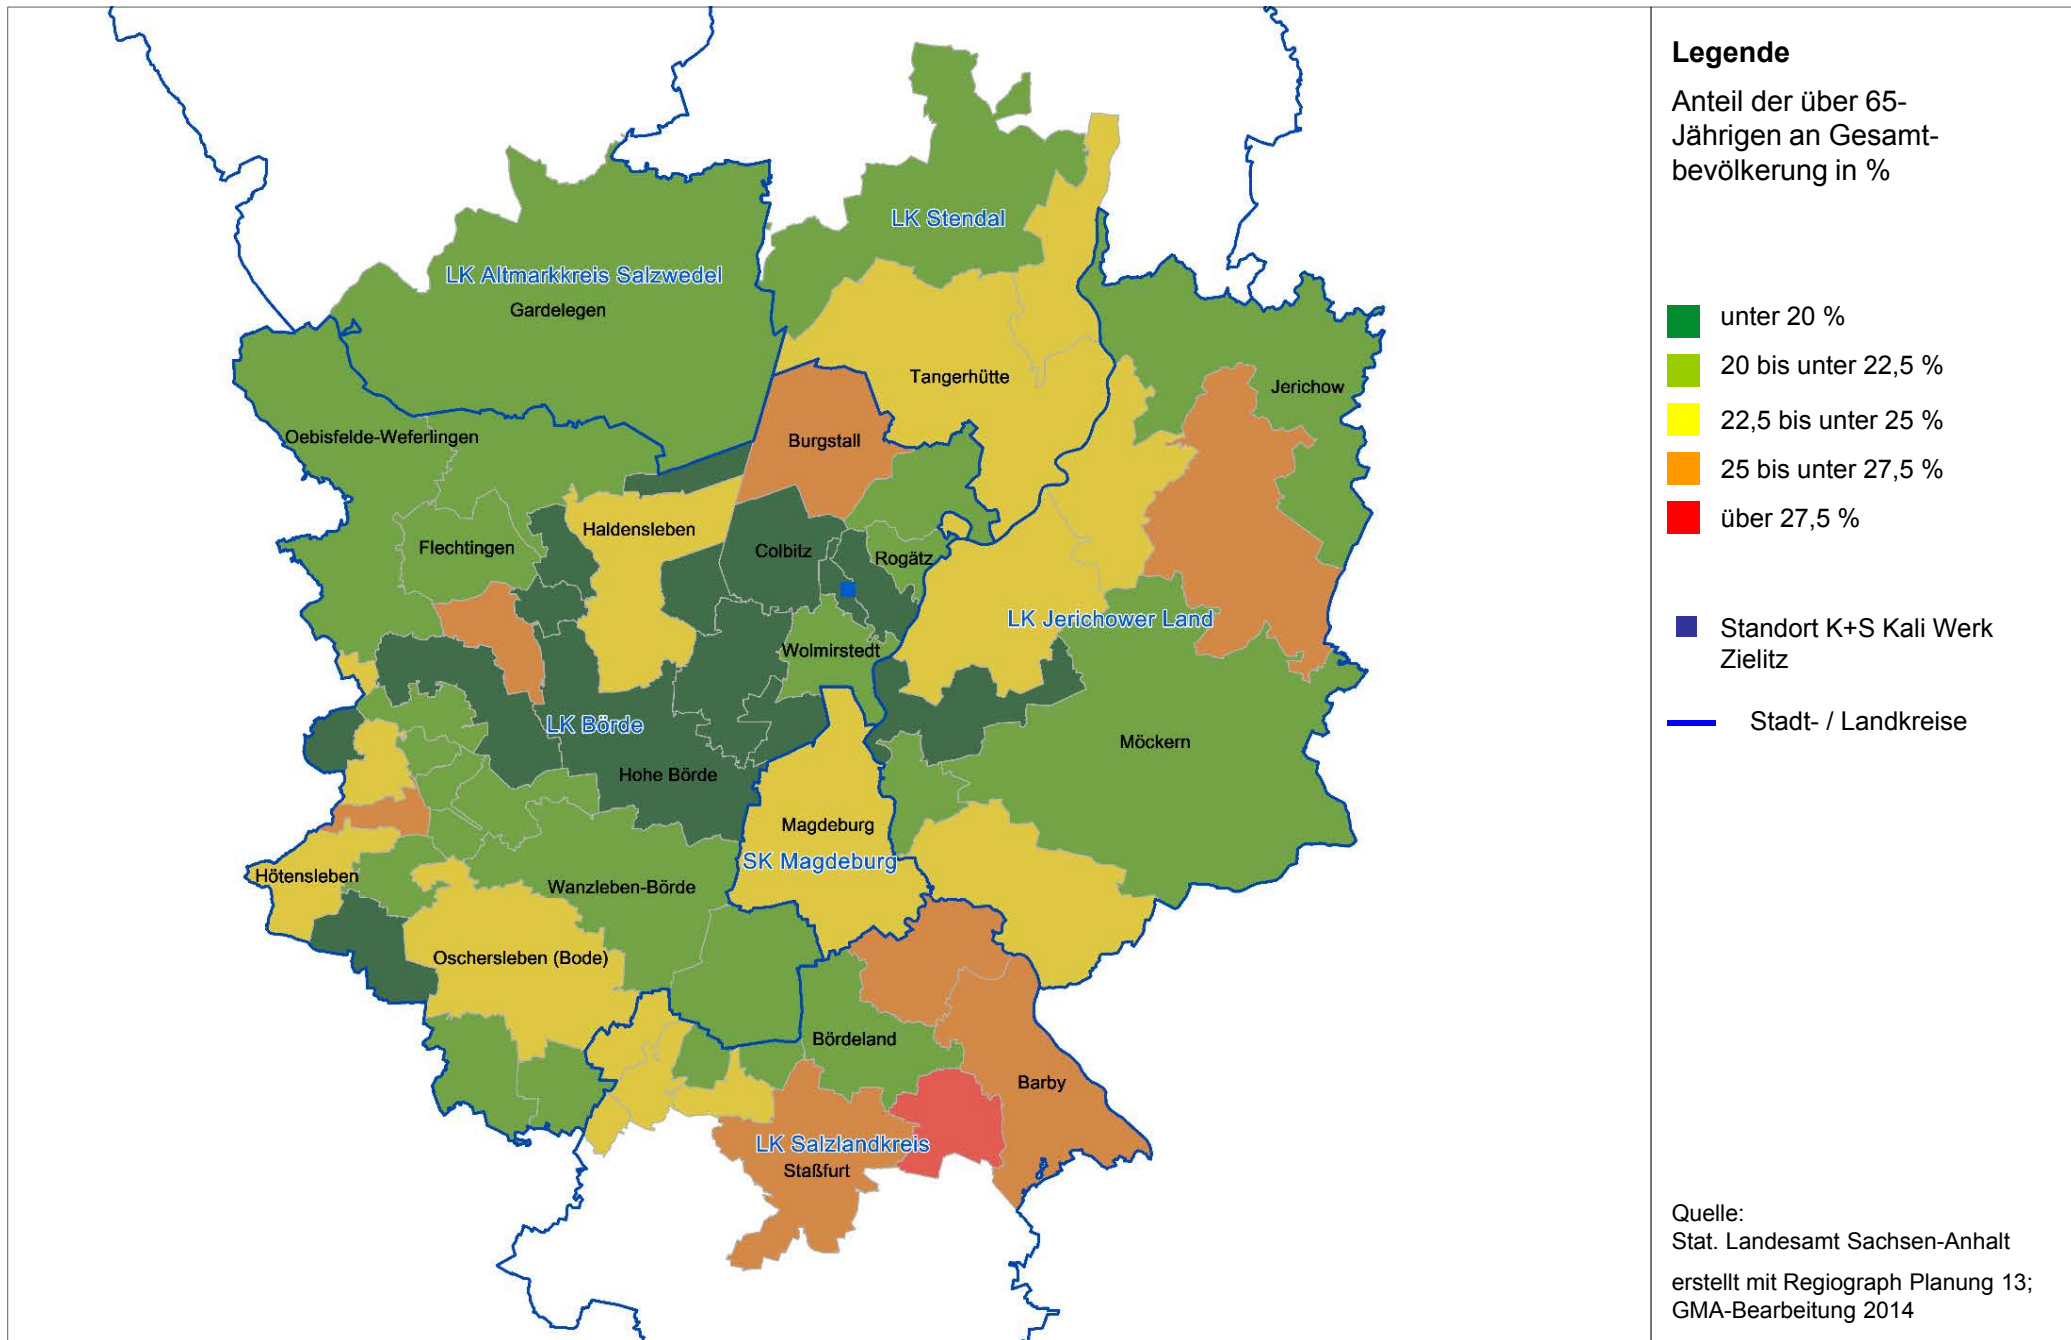 LK Stendal
LK Altmarkkreis Salzwedel
Gardelegen
Tangerhütte
Jerichow
Oebisfelde-Weferlingen
Burgstall
Haldensleben
Flechtingen
Colbitz
Rogätz
LK Jerichower Land
Wolmirstedt
LK Börde
Möckern
Hohe Börde
Magdeburg
SK Magdeburg
Hötensleben
Wanzleben-Börde
Oschersleben (Bode)
Bördeland
Barby
LK Salzlandkreis
Staßfurt
Legende
Anteil der über 65-
Jährigen an Gesamt-
bevölkerung in %
unter 20 %
20 bis unter 22,5 %
22,5 bis unter 25 %
25 bis unter 27,5 %
über 27,5 %
Standort K+S Kali Werk
Zielitz
Stadt- / Landkreise
Quelle:
Stat. Landesamt Sachsen-Anhalt
erstellt mit Regiograph Planung 13;
GMA-Bearbeitung 2014